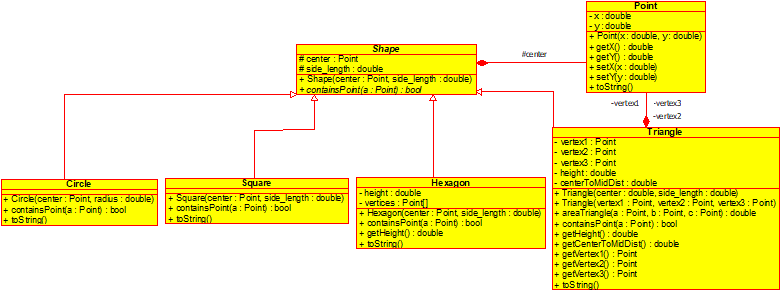 Point
- x : double
- y : double
+ Point(x : double, y : double)
+ getX() : double
+ getY() : double
+ setX(x : double)
+ setY(y : double)
+ toString()
#center
Shape
# center : Point
# side_length : double
+ Shape(center : Point, side_length : double)
+ containsPoint(a : Point) : bool
-vertex1
-vertex3
-vertex2
Circle
+ Circle(center : Point, radius : double)
+ containsPoint(a : Point) : bool
+ toString()
Square
+ Square(center : Point, side_length : double)
+ containsPoint(a : Point) : bool
+ toString()
Hexagon
- height : double
- vertices : Point[]
+ Hexagon(center : Point, side_length : double)
+ containsPoint(a : Point) : bool
+ getHeight() : double
+ toString()
Triangle
- vertex1 : Point
- vertex2 : Point
- vertex3 : Point
- height : double
- centerToMidDist : double
+ Triangle(center : double, side_length : double)
+ Triangle(vertex1 : Point, vertex2 : Point, vertex3 : Point)
+ areaTriangle(a : Point, b : Point, c : Point) : double
+ containsPoint(a : Point) : bool
+ getHeight() : double
+ getCenterToMidDist() : double
+ getVertex1() : Point
+ getVertex2() : Point
+ getVertex3() : Point
+ toString()